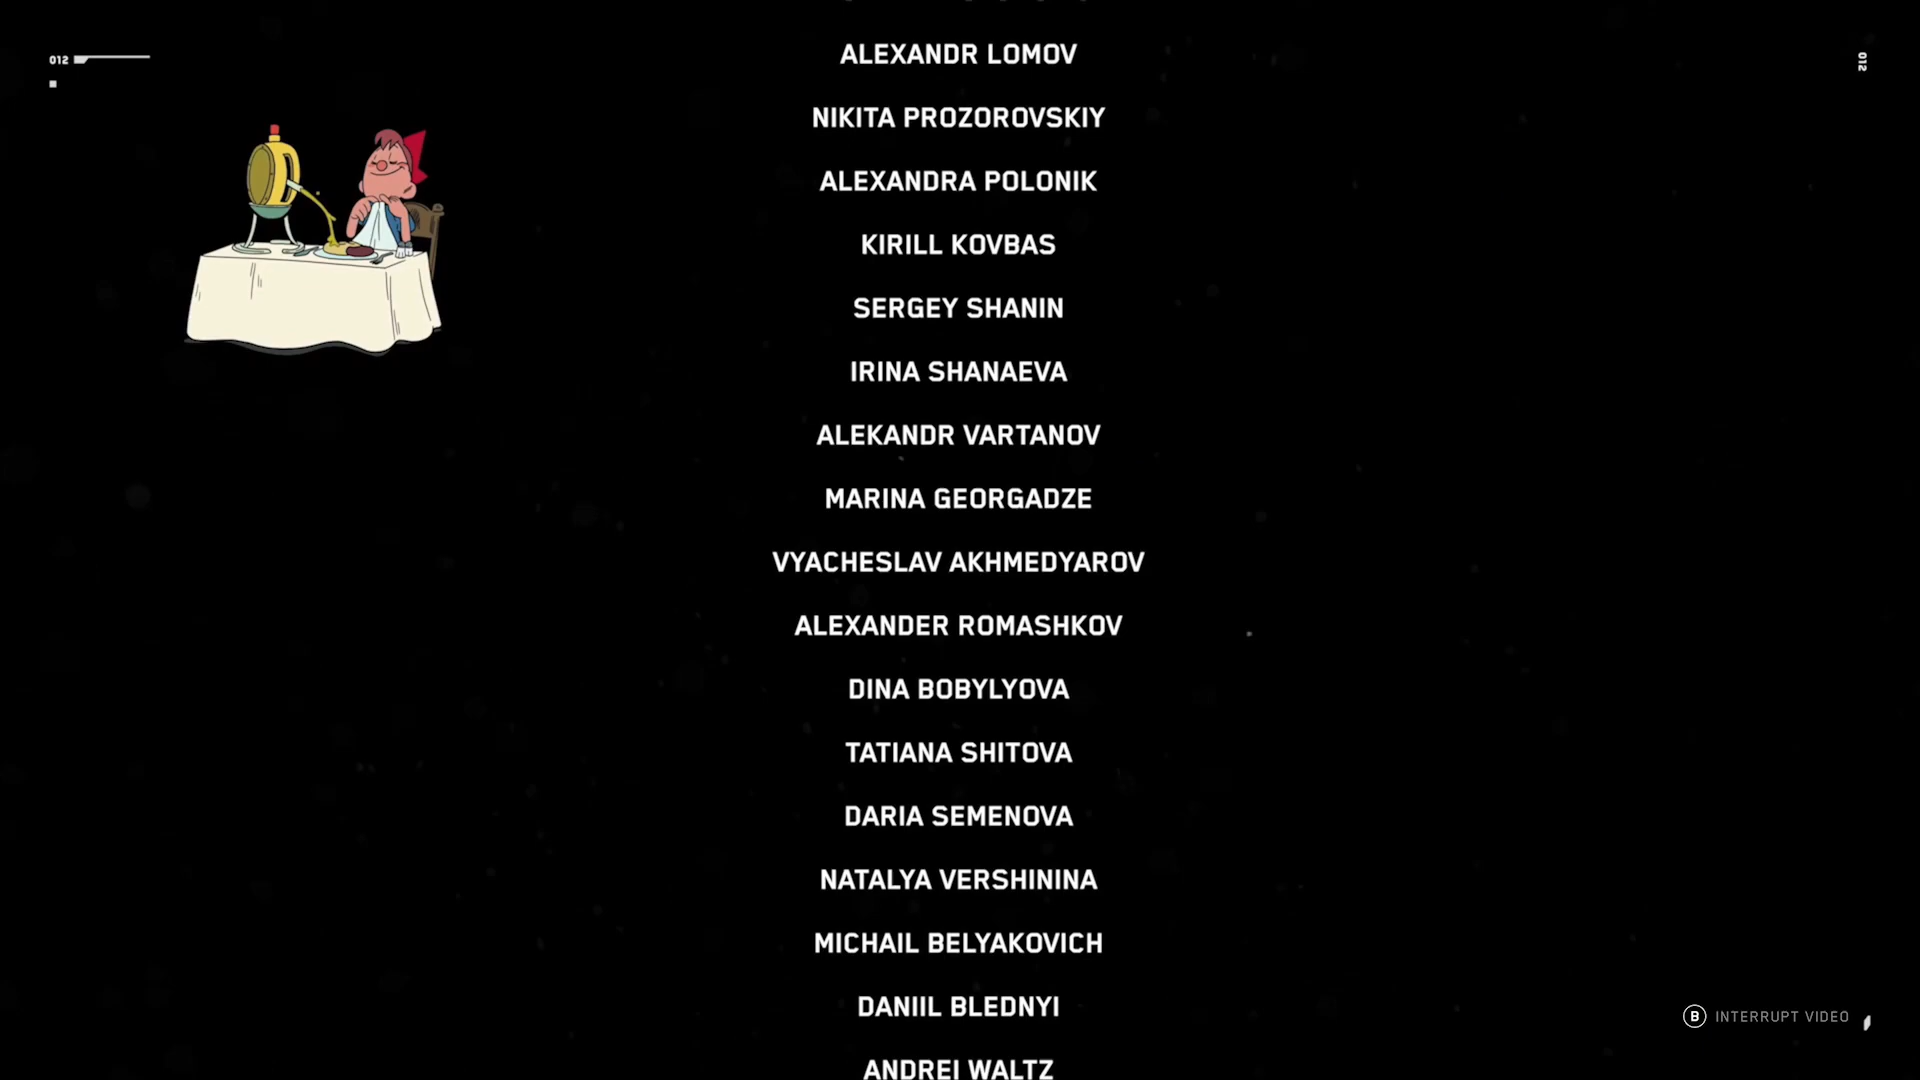 012
012
ALEXANDR LOMOV
NIKITA PROZOROVSKIY
ALEXANDRA POLONIK
KIRILL KOVBAS
SERGEY SHANIN
IRINA SHANAEVA
ALEKANDR VARTANOV
MARINA GEORGADZE
VYACHESLAV AKHMEDYAROV
ALEXANDER ROMASHKOV
DINA BOBYLYOVA
TATIANA SHITOVA
DARIA SEMENOVA
NATALYA VERSHININA
MICHAIL BELYAKOVICH
DANIIL BLEDNYI
B INTERRUPT VIDEO
ANDREI WALTZ